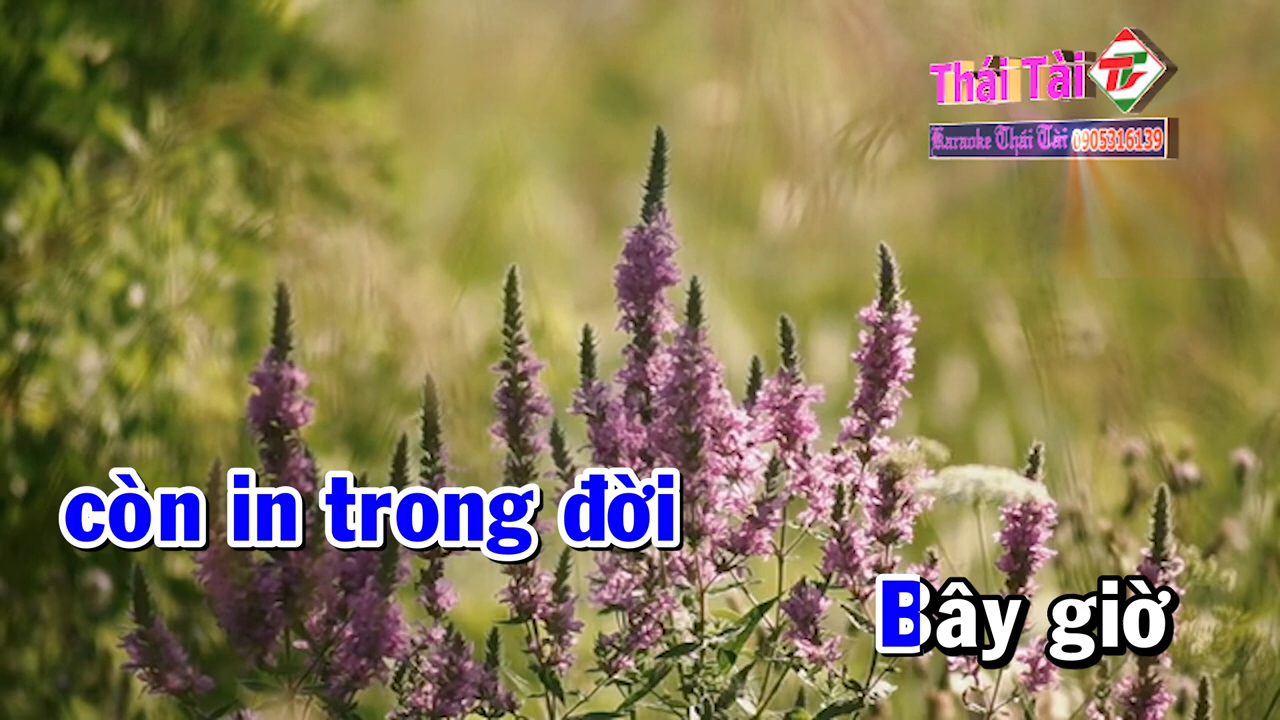 Thái Tài
Karaoke Thái Tài 0905316139
còn in trong đời
Bây giờ